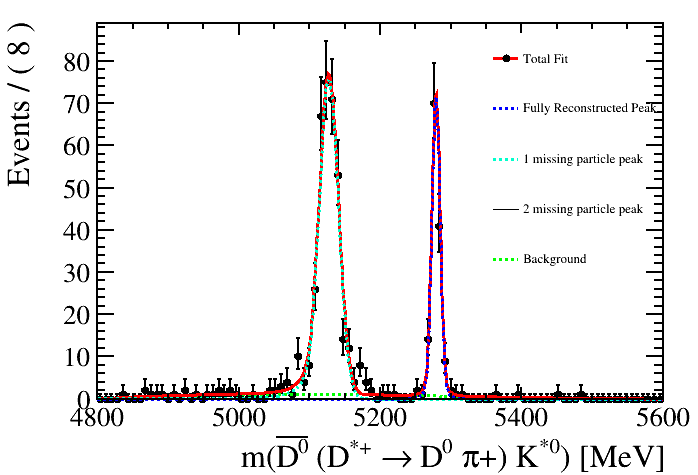 Events / ( 8 )
80
70
60
50
40
30
20
10
0
4800 5000 5200 5400 5600
m(D̅⁰ (D*⁺ → D⁰ π+) K*⁰) [MeV]
Total Fit
Fully Reconstructed Peak
1 missing particle peak
2 missing particle peak
Background